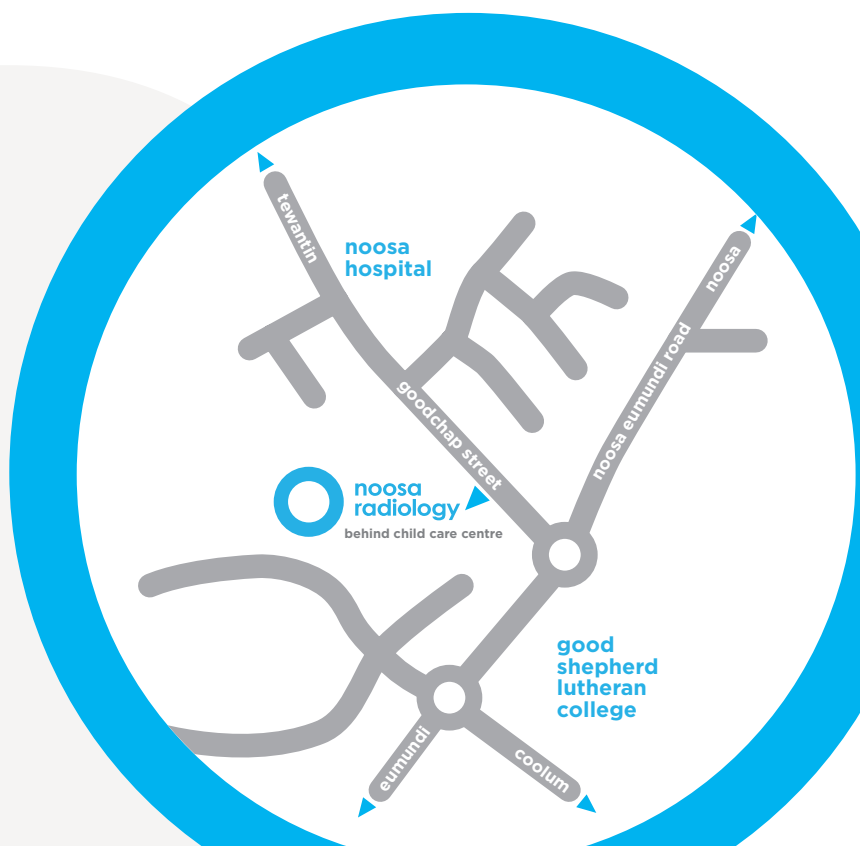 tewantin
noosa
hospital
noosa
noosa eumundi road
goodchap street
noosa
radiology
behind child care centre
good
shepherd
lutheran
college
eumundi
coolum